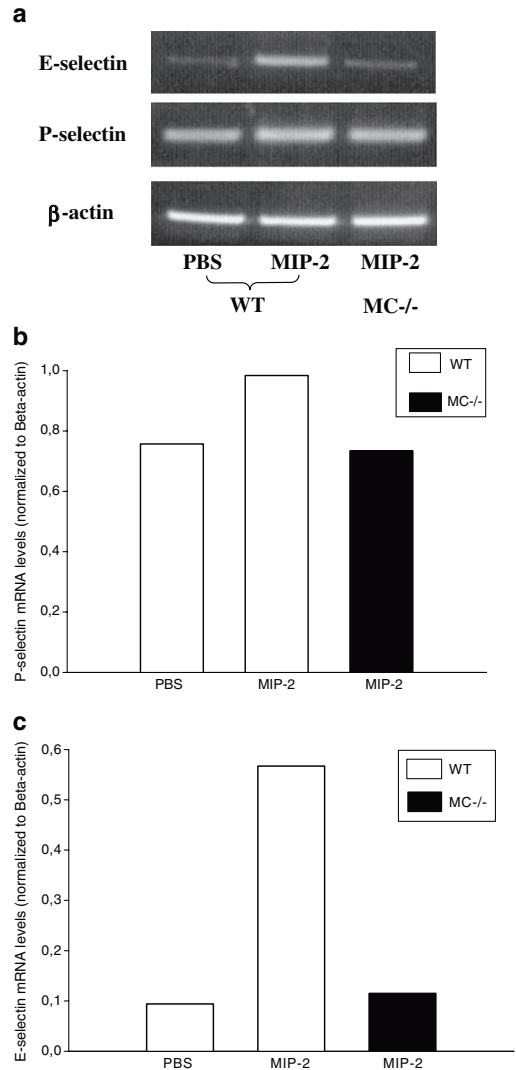 a
E-selectin
P-selectin
β-actin
PBS MIP-2 MIP-2
WT MC-/-
b
P-selectin mRNA levels (normalized to Beta-actin)
1,0
0,8
0,6
0,4
0,2
0,0
WT
MC-/-
PBS MIP-2 MIP-2
c
E-selectin mRNA levels (normalized to Beta-actin)
0,6
0,5
0,4
0,3
0,2
0,1
0,0
WT
MC-/-
PBS MIP-2 MIP-2